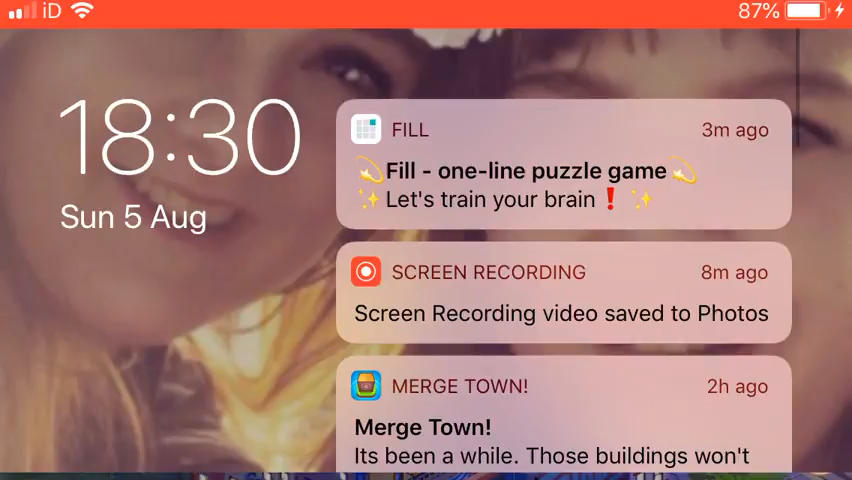 iD 87%
18:30
Sun 5 Aug
FILL 3m ago
💫Fill - one-line puzzle game💫
✨Let's train your brain❗✨
SCREEN RECORDING 8m ago
Screen Recording video saved to Photos
MERGE TOWN! 2h ago
Merge Town!
Its been a while. Those buildings won't